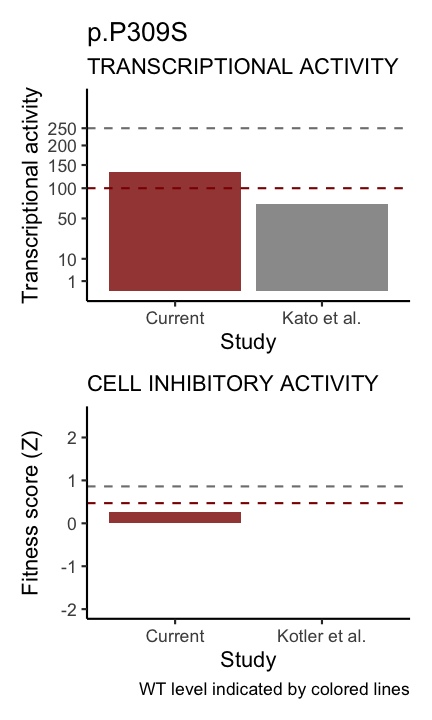 p.P309S
TRANSCRIPTIONAL ACTIVITY
Transcriptional activity
250
200
150
100
50
10
1
Current
Kato et al.
Study
CELL INHIBITORY ACTIVITY
Fitness score (Z)
2
1
0
-1
-2
Current
Kotler et al.
Study
WT level indicated by colored lines